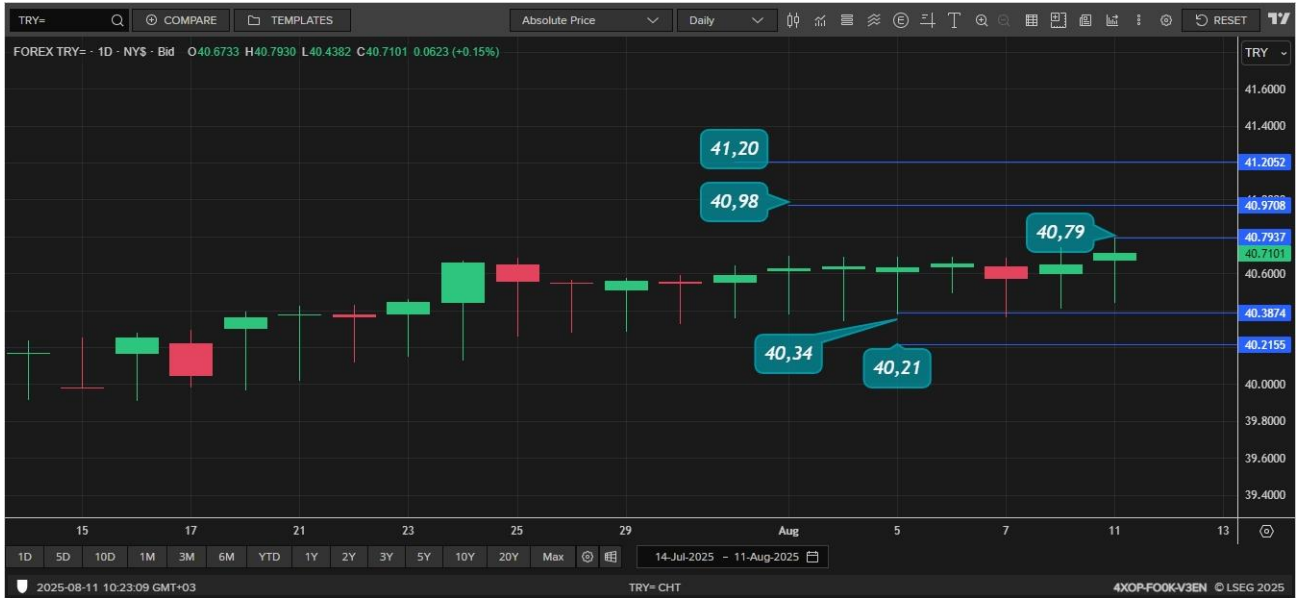 TRY=
COMPARE
TEMPLATES
Absolute Price
Daily
E
T
RESET
FOREX TRY= · 1D · NY$ · Bid O40.6733 H40.7930 L40.4382 C40.7101 0.0623 (+0.15%)
TRY
41.6000
41.4000
41,20
41.2052
40,98
40.9708
40,79
40.7937
40.7101
40.6000
40.3874
40,34
40.2155
40,21
40.0000
39.8000
39.6000
39.4000
15 17 21 23 25 29 Aug 5 7 11 13
1D 5D 10D 1M 3M 6M YTD 1Y 2Y 3Y 5Y 10Y 20Y Max 14-Jul-2025 - 11-Aug-2025
2025-08-11 10:23:09 GMT+03 TRY= CHT 4XOP-FO0K-V3EN © LSEG 2025